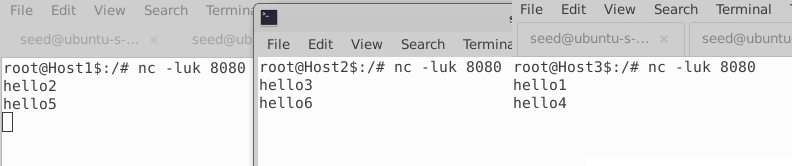 File Edit View Search Termina
seed@ubuntu-s-... × seed@ubun
root@Host1$:/# nc -luk 8080
hello2
hello5
File Edit View Search Termina
root@Host2$:/# nc -luk 8080
hello3
hello6
File Edit View Search Terminal
seed@ubuntu-s-... × seed@ubuntu
root@Host3$:/# nc -luk 8080
hello1
hello4